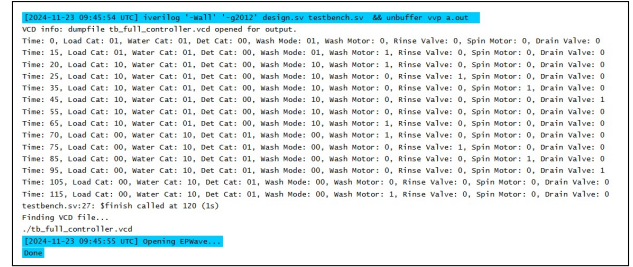 [2024-11-23 09:45:54 UTC] iverilog '-Wall' '-g2012' design.sv testbench.sv && unbuffer vvp a.out
VCD info: dumpfile tb_full_controller.vcd opened for output.
Time: 0, Load Cat: 01, Water Cat: 01, Det Cat: 00, Wash Mode: 01, Wash Motor: 0, Rinse Valve: 0, Spin Motor: 0, Drain Valve: 0
Time: 15, Load Cat: 01, Water Cat: 01, Det Cat: 00, Wash Mode: 01, Wash Motor: 1, Rinse Valve: 0, Spin Motor: 0, Drain Valve: 0
Time: 20, Load Cat: 10, Water Cat: 01, Det Cat: 00, Wash Mode: 10, Wash Motor: 1, Rinse Valve: 0, Spin Motor: 0, Drain Valve: 0
Time: 25, Load Cat: 10, Water Cat: 01, Det Cat: 00, Wash Mode: 10, Wash Motor: 0, Rinse Valve: 1, Spin Motor: 0, Drain Valve: 0
Time: 35, Load Cat: 10, Water Cat: 01, Det Cat: 00, Wash Mode: 10, Wash Motor: 0, Rinse Valve: 0, Spin Motor: 1, Drain Valve: 0
Time: 45, Load Cat: 10, Water Cat: 01, Det Cat: 00, Wash Mode: 10, Wash Motor: 0, Rinse Valve: 0, Spin Motor: 0, Drain Valve: 1
Time: 55, Load Cat: 10, Water Cat: 01, Det Cat: 00, Wash Mode: 10, Wash Motor: 0, Rinse Valve: 0, Spin Motor: 0, Drain Valve: 0
Time: 65, Load Cat: 10, Water Cat: 01, Det Cat: 00, Wash Mode: 10, Wash Motor: 1, Rinse Valve: 0, Spin Motor: 0, Drain Valve: 0
Time: 70, Load Cat: 00, Water Cat: 10, Det Cat: 01, Wash Mode: 00, Wash Motor: 1, Rinse Valve: 0, Spin Motor: 0, Drain Valve: 0
Time: 75, Load Cat: 00, Water Cat: 10, Det Cat: 01, Wash Mode: 00, Wash Motor: 0, Rinse Valve: 1, Spin Motor: 0, Drain Valve: 0
Time: 85, Load Cat: 00, Water Cat: 10, Det Cat: 01, Wash Mode: 00, Wash Motor: 0, Rinse Valve: 0, Spin Motor: 1, Drain Valve: 0
Time: 95, Load Cat: 00, Water Cat: 10, Det Cat: 01, Wash Mode: 00, Wash Motor: 0, Rinse Valve: 0, Spin Motor: 0, Drain Valve: 1
Time: 105, Load Cat: 00, Water Cat: 10, Det Cat: 01, Wash Mode: 00, Wash Motor: 0, Rinse Valve: 0, Spin Motor: 0, Drain Valve: 0
Time: 115, Load Cat: 00, Water Cat: 10, Det Cat: 01, Wash Mode: 00, Wash Motor: 1, Rinse Valve: 0, Spin Motor: 0, Drain Valve: 0
testbench.sv:27: $finish called at 120 (1s)
Finding VCD file...
./tb_full_controller.vcd
[2024-11-23 09:45:55 UTC] Opening EPWave...
Done